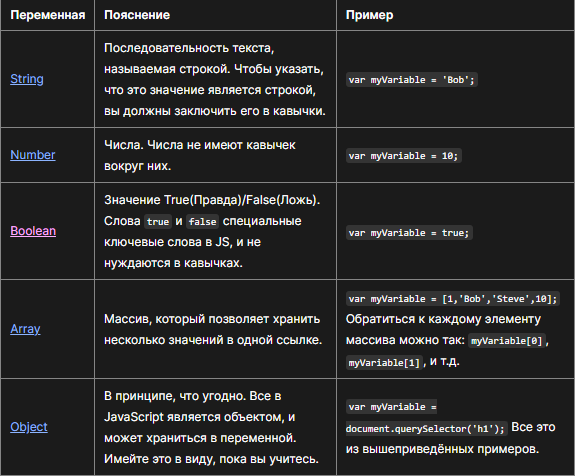 Переменная Пояснение Пример
String
Последовательность текста,
называемая строкой. Чтобы указать,
что это значение является строкой,
вы должны заключить его в кавычки.
var myVariable = 'Bob';
Number
Числа. Числа не имеют кавычек
вокруг них.
var myVariable = 10;
Boolean
Значение True(Правда)/False(Ложь).
Слова true и false специальные
ключевые слова в JS, и не
нуждаются в кавычках.
var myVariable = true;
Array
Массив, который позволяет хранить
несколько значений в одной ссылке.
var myVariable = [1,'Bob','Steve',10];
Обратиться к каждому элементу
массива можно так: myVariable[0],
myVariable[1], и т.д.
Object
В принципе, что угодно. Все в
JavaScript является объектом, и
может храниться в переменной.
Имейте это в виду, пока вы учитесь.
var myVariable =
document.querySelector('h1'); Все это
из вышеприведённых примеров.